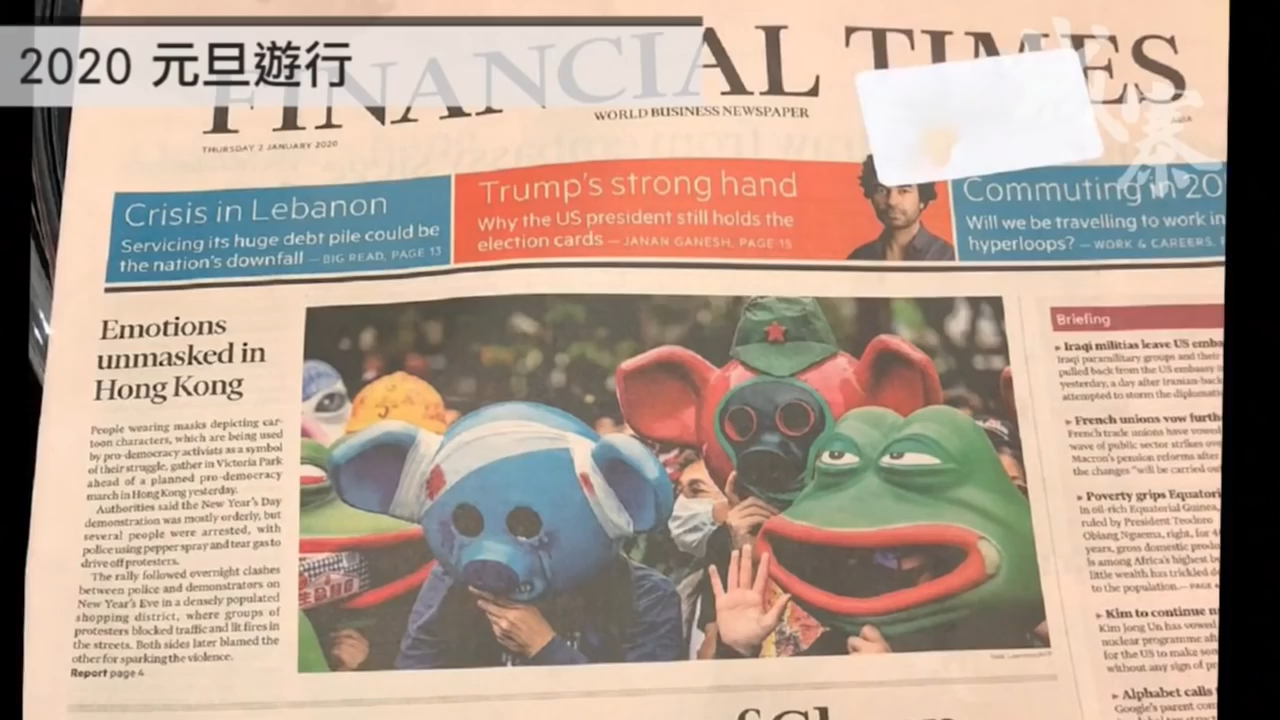 2020 元旦遊行
FINANCIAL TIMES
WORLD BUSINESS NEWSPAPER
THURSDAY 2 JANUARY 2020
Crisis in Lebanon
Servicing its huge debt pile could be
the nation's downfall — BIG READ, PAGE 13
Trump's strong hand
Why the US president still holds the
election cards — JANAN GANESH, PAGE 15
Commuting in 20
Will we be travelling to work in
hyperloops? — WORK & CAREERS,
Emotions
unmasked in
Hong Kong
People wearing masks depicting car-
toon characters, which are being used
by pro-democracy activists as a symbol
of their struggle, gather in Victoria Park
ahead of a planned pro-democracy
march in Hong Kong yesterday.
Authorities said the New Year's Day
demonstration was mostly orderly, but
several people were arrested, with
police using pepper spray and tear gas to
drive off protesters.
The rally followed overnight clashes
between police and demonstrators on
New Year's Eve in a densely populated
shopping district, where groups of
protesters blocked traffic and lit fires in
the streets. Both sides later blamed the
other for sparking the violence.
Report page 4
Briefing
▸ Iraqi militias leave US emba
Iraqi paramilitary groups and their
pulled back from the US embassy
yesterday, a day after Iranian-back
attempted to storm the diplomati
▸ French unions vow furth
French trade unions have vowed
wave of public sector strikes ove
Macron's pension reforms after
the changes "will be carried out
▸ Poverty grips Equatori
In oil-rich Equatorial Guinea,
ruled by President Teodoro
Obiang Nguema, right, for 4
years, gross domestic produ
is among Africa's highest b
little wealth has trickled d
to the population. — PAGE
▸ Kim to continue n
Kim Jong Un has vowed
nuclear programme aft
for the US to make som
without any sign of pr
▸ Alphabet calls
Google's parent com